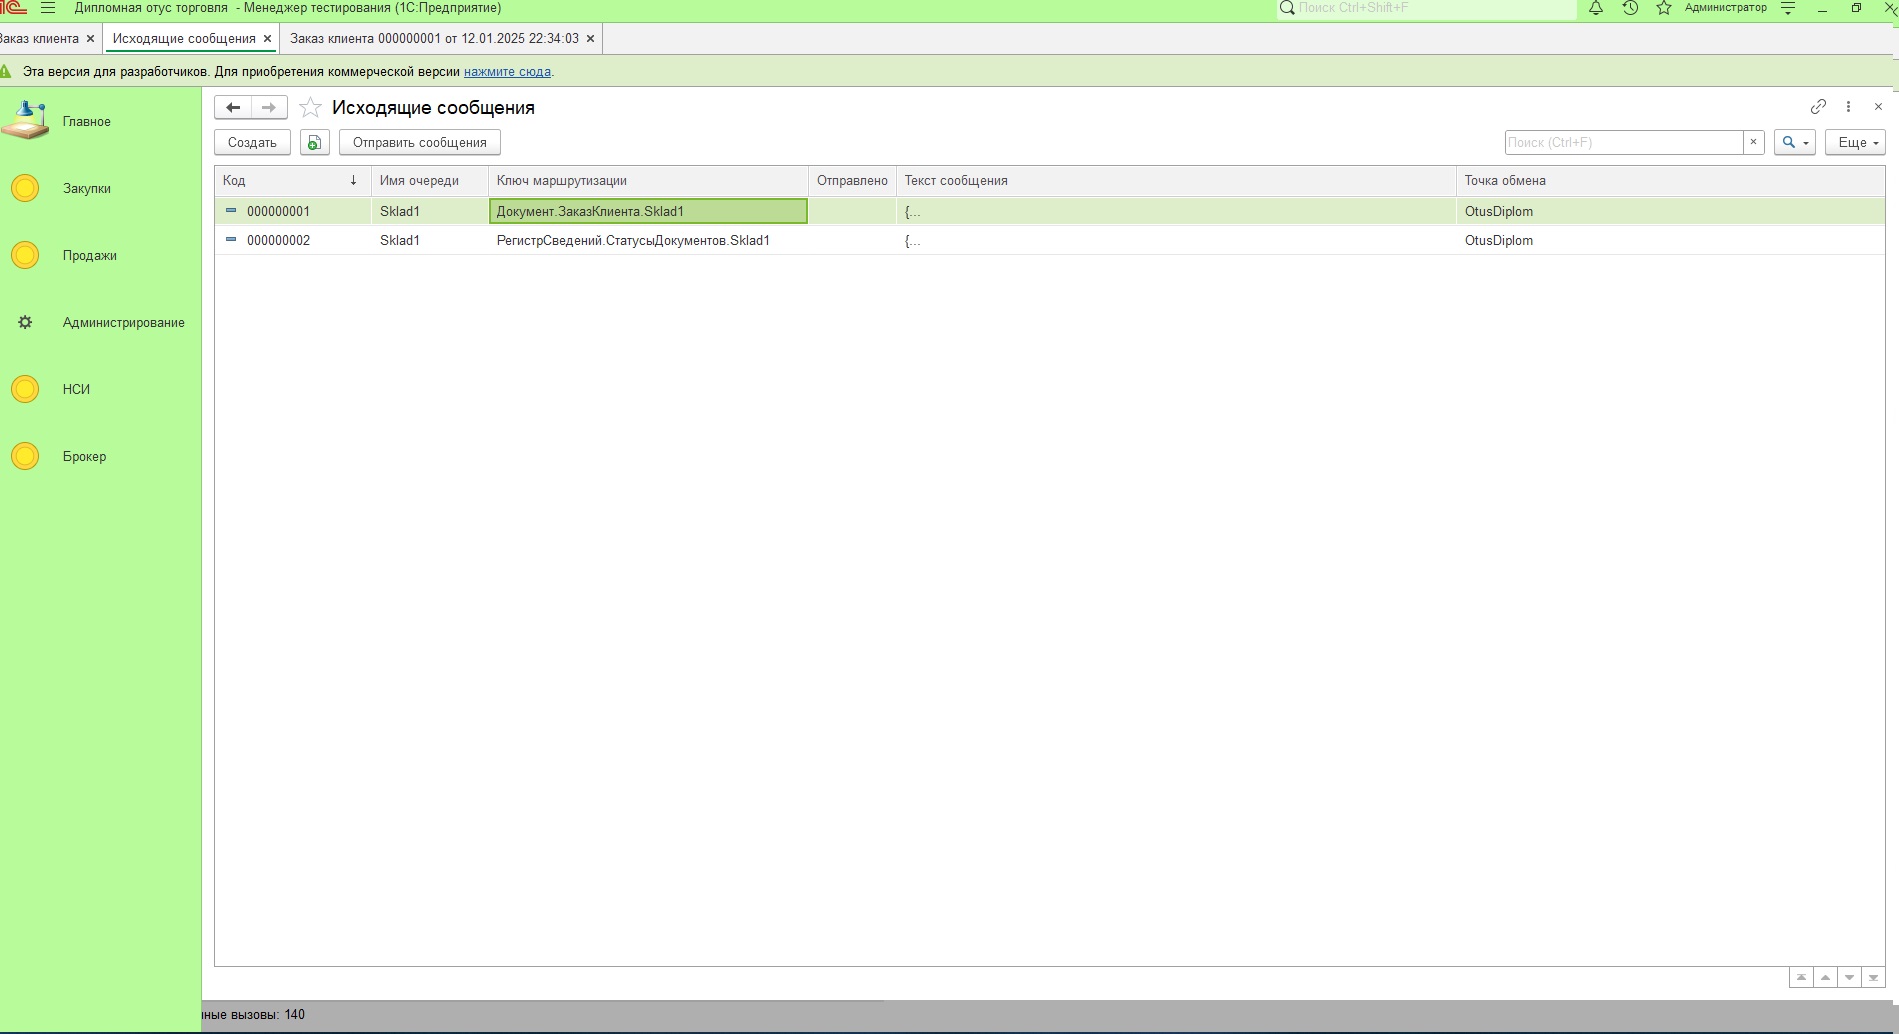 Дипломная отус торговля - Менеджер тестирования (1С:Предприятие)
Поиск Ctrl+Shift+F
Администратор
Заказ клиента
Исходящие сообщения
Заказ клиента 000000001 от 12.01.2025 22:34:03
Эта версия для разработчиков. Для приобретения коммерческой версии нажмите сюда.
Главное
Закупки
Продажи
Администрирование
НСИ
Брокер
Исходящие сообщения
Создать
Отправить сообщения
Поиск (Ctrl+F)
Еще
Код Имя очереди Ключ маршрутизации Отправлено Текст сообщения Точка обмена
000000001 Sklad1 Документ.ЗаказКлиента.Sklad1 {... OtusDiplom
000000002 Sklad1 РегистрСведений.СтатусыДокументов.Sklad1 {... OtusDiplom
вызовы: 140